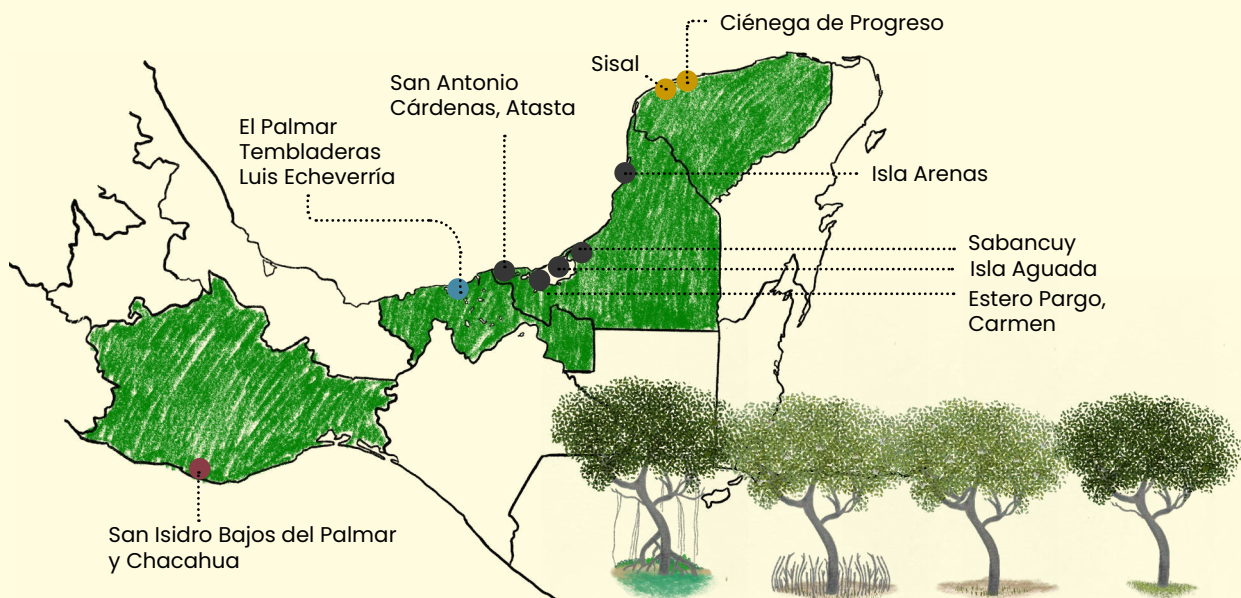 Ciénega de Progreso
Sisal
San Antonio
Cárdenas, Atasta
El Palmar
Tembladeras
Luis Echeverría
Isla Arenas
Sabancuy
Isla Aguada
Estero Pargo,
Carmen
San Isidro Bajos del Palmar
y Chacahua